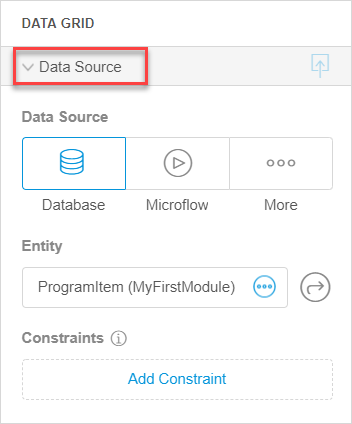 DATA GRID
Data Source
Data Source
Database Microflow More
Entity
ProgramItem (MyFirstModule)
Constraints
Add Constraint